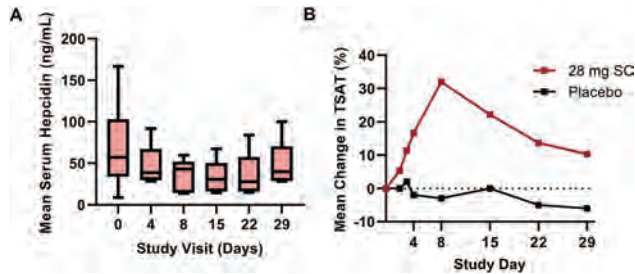 A
Mean Serum Hepcidin (ng/mL)
200
150
100
50
0
0 4 8 15 22 29
Study Visit (Days)
B
Mean Change in TSAT (%)
40
30
20
10
0
-10
4 8 15 22 29
Study Day
28 mg SC
Placebo